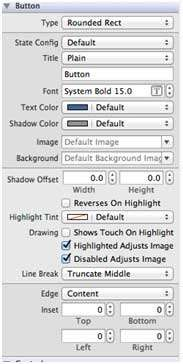 Button
Type Rounded Rect
State Config Default
Title Plain
Button
Font System Bold 15.0
Text Color Default
Shadow Color Default
Image Default Image
Background Default Background Imag
Shadow Offset 0.0 0.0
Width Height
Reverses On Highlight
Highlight Tint Default
Drawing Shows Touch On Highlight
Highlighted Adjusts Image
Disabled Adjusts Image
Line Break Truncate Middle
Edge Content
Inset 0 0
Top Bottom
0 0
Left Right